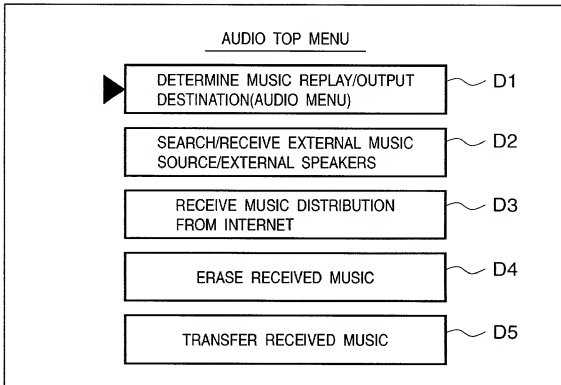 AUDIO TOP MENU
DETERMINE MUSIC REPLAY/OUTPUT
DESTINATION(AUDIO MENU)
D1
SEARCH/RECEIVE EXTERNAL MUSIC
SOURCE/EXTERNAL SPEAKERS
D2
RECEIVE MUSIC DISTRIBUTION
FROM INTERNET
D3
ERASE RECEIVED MUSIC
D4
TRANSFER RECEIVED MUSIC
D5